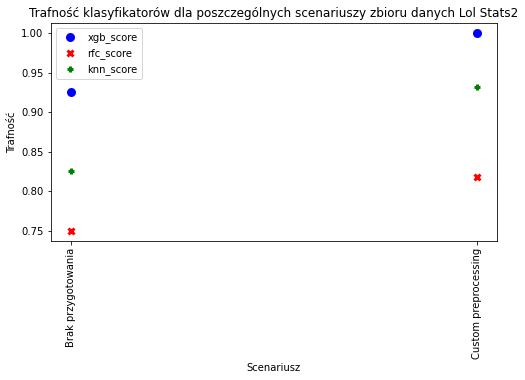 Trafność klasyfikatorów dla poszczególnych scenariuszy zbioru danych Lol Stats2
xgb_score
rfc_score
knn_score
1.00
0.95
0.90
0.85
0.80
0.75
Trafność
Brak przygotowania
Custom preprocessing
Scenariusz